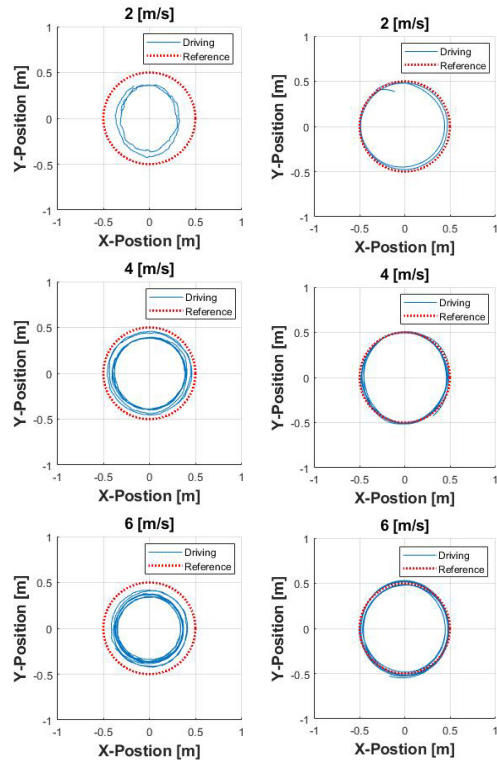 2 [m/s]
Driving
Reference
Y-Position [m]
1
0.5
0
-0.5
-1
-1
-0.5
0
0.5
1
X-Postion [m]
2 [m/s]
Driving
Reference
Y-Position [m]
1
0.5
0
-0.5
-1
-1
-0.5
0
0.5
1
X-Postion [m]
4 [m/s]
Driving
Reference
Y-Position [m]
1
0.5
0
-0.5
-1
-1
-0.5
0
0.5
1
X-Postion [m]
4 [m/s]
Driving
Reference
Y-Position [m]
1
0.5
0
-0.5
-1
-1
-0.5
0
0.5
1
X-Postion [m]
6 [m/s]
Driving
Reference
Y-Position [m]
1
0.5
0
-0.5
-1
-1
-0.5
0
0.5
1
X-Postion [m]
6 [m/s]
Driving
Reference
Y-Position [m]
1
0.5
0
-0.5
-1
-1
-0.5
0
0.5
1
X-Postion [m]